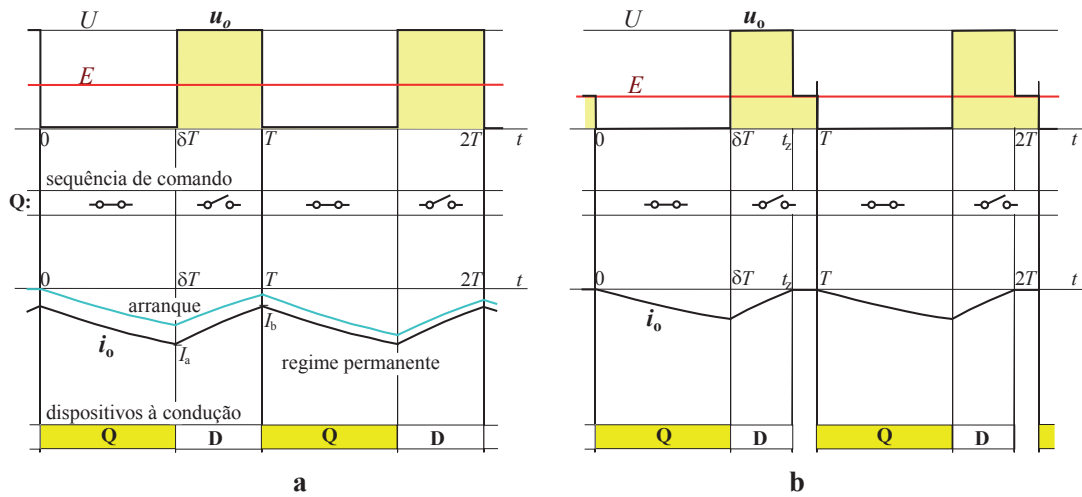 U
u_o
E
0
δT
T
2T
t
sequência de comando
Q:
0
δT
T
2T
t
arranque
I_b
i_o
I_a
regime permanente
dispositivos à condução
Q
D
Q
D
a
U
u_o
E
0
δT
t_z
T
2T
t
0
δT
t_z
T
2T
t
i_o
Q
D
Q
D
b